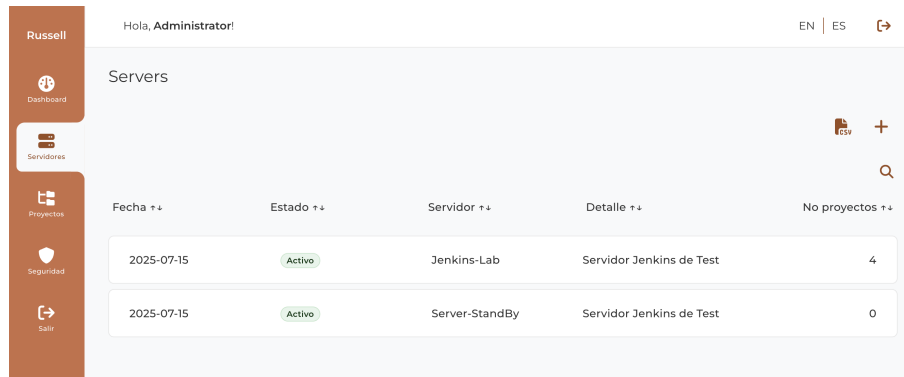 Russell
Hola, Administrator!
EN | ES
Dashboard
Servidores
Proyectos
Seguridad
Salir
Servers
CSV
Fecha ↑↓ Estado ↑↓ Servidor ↑↓ Detalle ↑↓ No proyectos ↑↓
2025-07-15 Activo Jenkins-Lab Servidor Jenkins de Test 4
2025-07-15 Activo Server-StandBy Servidor Jenkins de Test 0